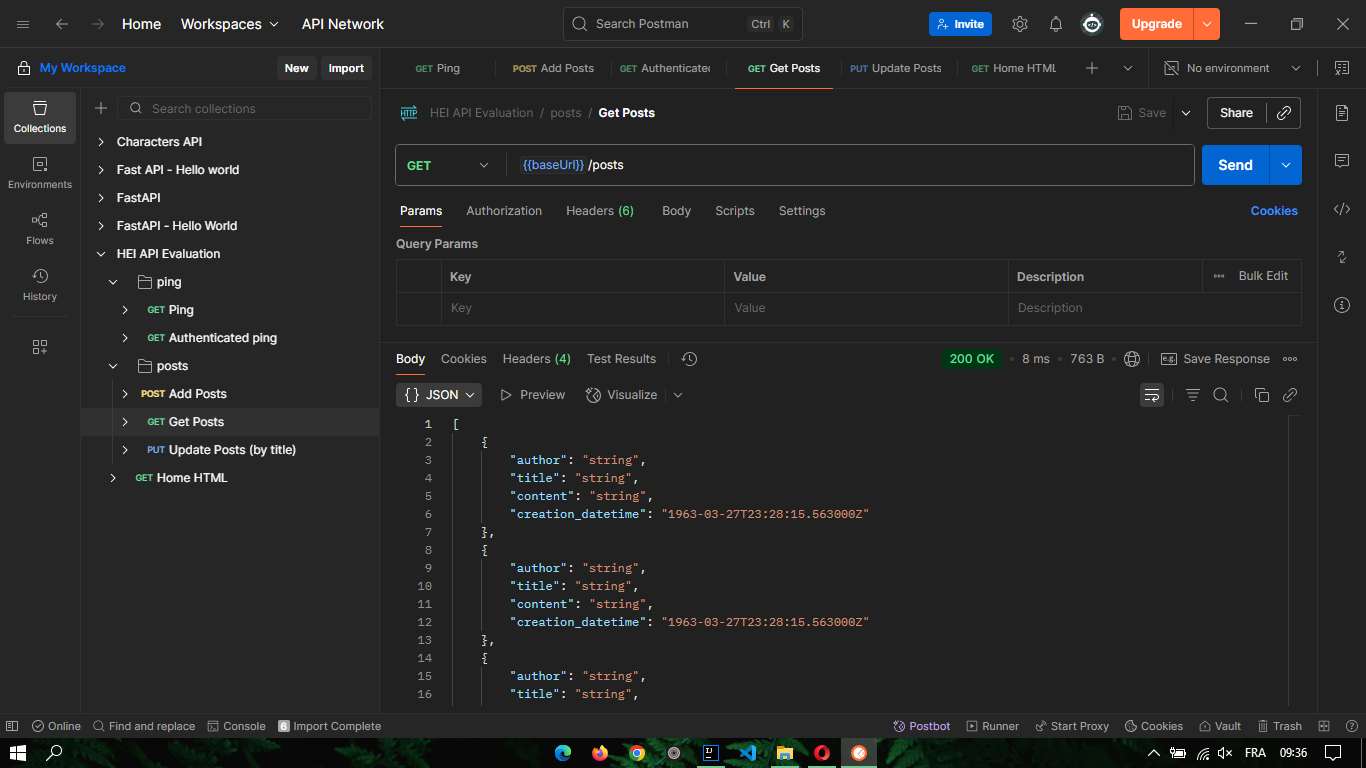 Home Workspaces API Network Search Postman Ctrl K Invite Upgrade
My Workspace New Import GET Ping POST Add Posts GET Authenticated GET Get Posts PUT Update Posts GET Home HTML No environment
Collections
Environments
Flows
History
Search collections
Characters API
Fast API - Hello world
FastAPI
FastAPI - Hello World
HEI API Evaluation
ping
GET Ping
GET Authenticated ping
posts
POST Add Posts
GET Get Posts
PUT Update Posts (by title)
GET Home HTML
HTTP HEI API Evaluation / posts / Get Posts Save Share
GET {{baseUrl}} /posts Send
Params Authorization Headers (6) Body Scripts Settings Cookies
Query Params
Key Value Description Bulk Edit
Key Value Description
Body Cookies Headers (4) Test Results 200 OK 8 ms 763 B e.g. Save Response
{} JSON Preview Visualize
1 [
2 {
3 "author": "string",
4 "title": "string",
5 "content": "string",
6 "creation_datetime": "1963-03-27T23:28:15.563000Z"
7 },
8 {
9 "author": "string",
10 "title": "string",
11 "content": "string",
12 "creation_datetime": "1963-03-27T23:28:15.563000Z"
13 },
14 {
15 "author": "string",
16 "title": "string",
Online Find and replace Console 6 Import Complete Postbot Runner Start Proxy Cookies Vault Trash
FRA 09:36